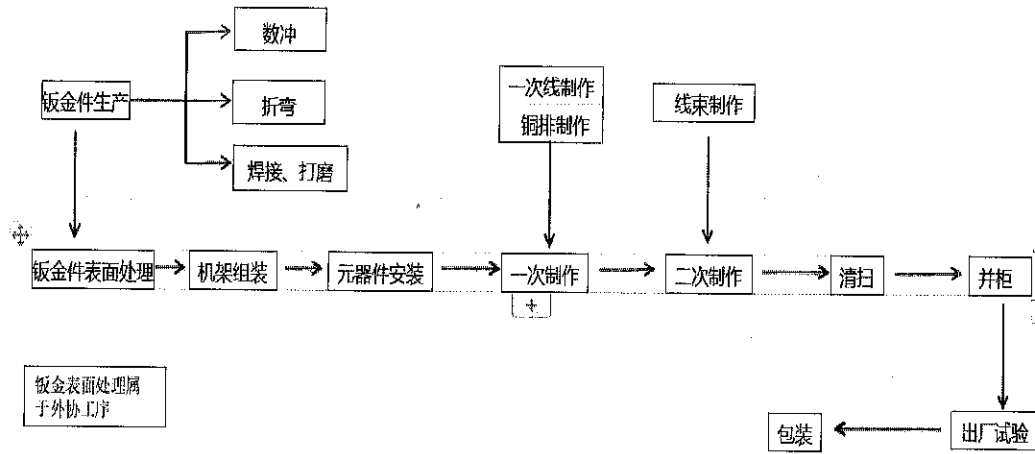 数冲
钣金件生产
折弯
焊接、打磨
一次线制作
铜排制作
线束制作
钣金件表面处理
机架组装
元器件安装
一次制作
二次制作
清扫
并柜
钣金表面处理属
于外协工序
包装
出厂试验